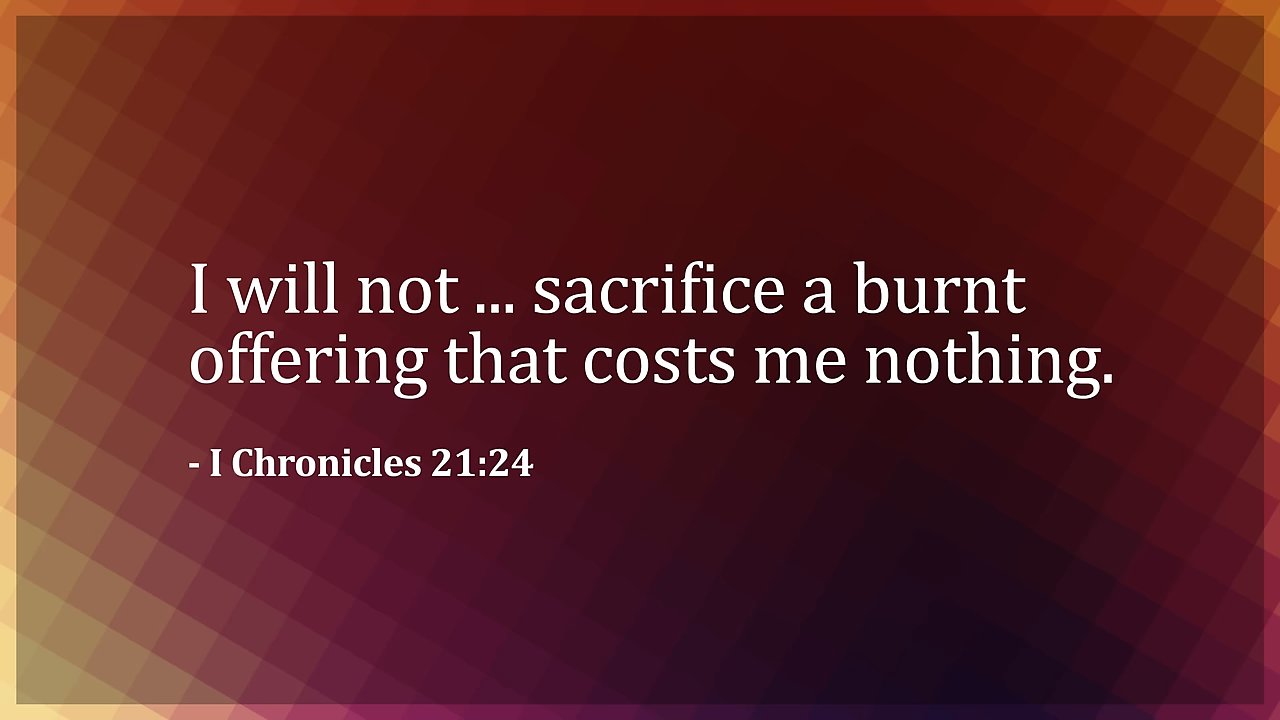 I will not ... sacrifice a burnt
offering that costs me nothing.
- I Chronicles 21:24